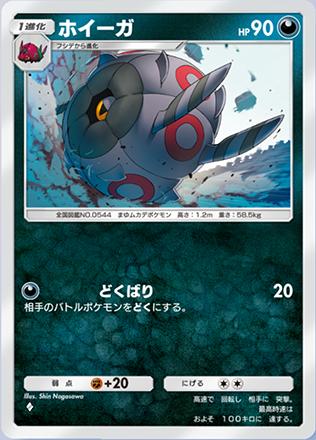 1進化 ホイーガ HP90
フシデから進化
全国図鑑NO.0544 まゆムカデポケモン 高さ:1.2m 重さ:58.5kg
どくばり 20
相手のバトルポケモンをどくにする。
弱点 +20 にげる
Illus. Shin Nagasawa
高速で 回転し 相手に 突撃。
最高時速は
およそ 100キロに 達する。